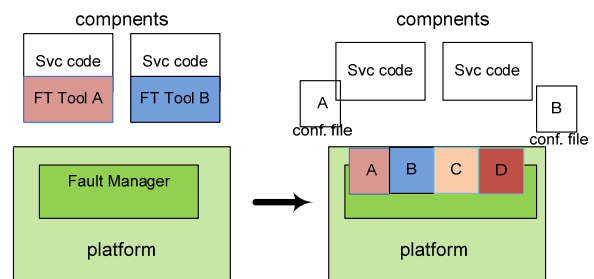 compnents
Svc code
Svc code
FT Tool A
FT Tool B
Fault Manager
platform
compnents
Svc code
Svc code
A
B
conf. file
conf. file
A
B
C
D
platform